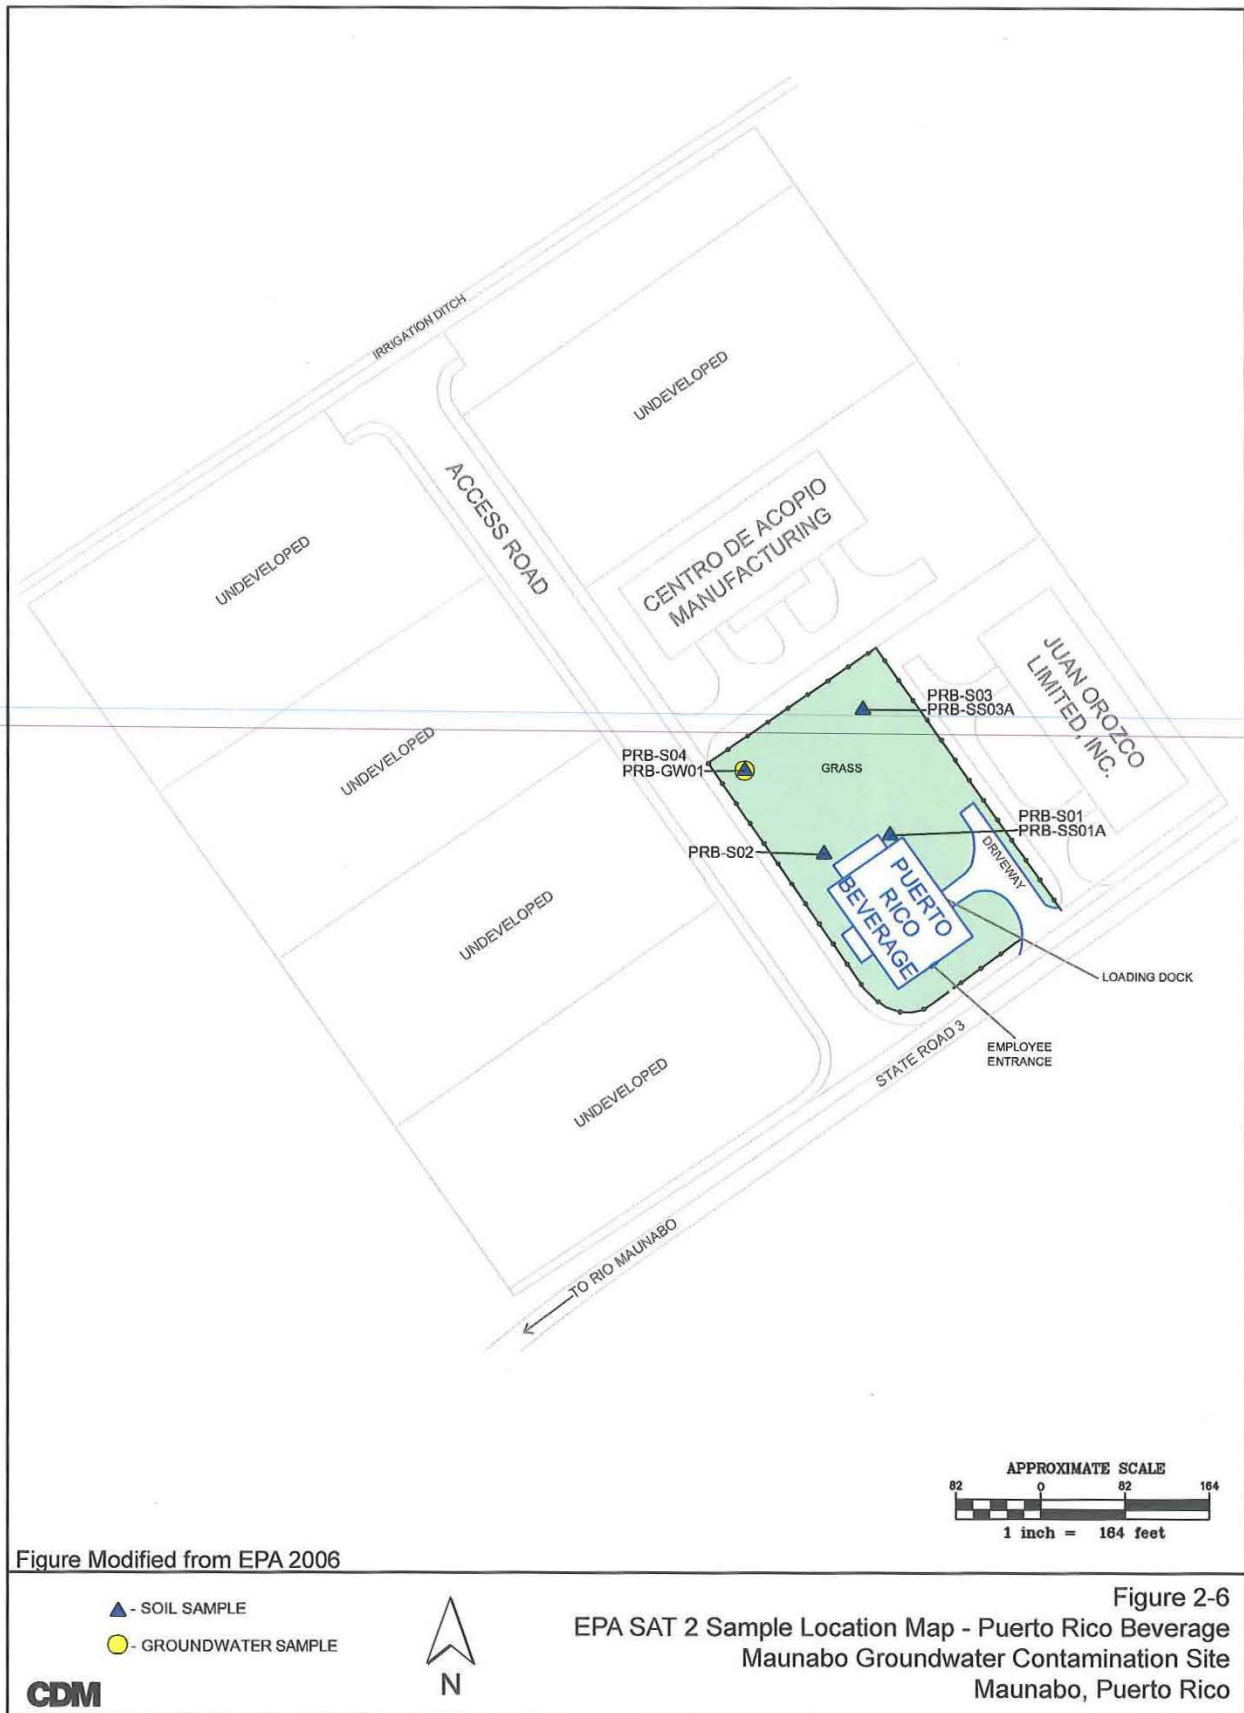 IRRIGATION DITCH
UNDEVELOPED
ACCESS ROAD
UNDEVELOPED
CENTRO DE ACOPIO
MANUFACTURING
JUAN OROZCO
LIMITED, INC.
PRB-S03
PRB-SS03A
UNDEVELOPED
PRB-S04
PRB-GW01
GRASS
PRB-S01
PRB-SS01A
PRB-S02
DRIVEWAY
PUERTO
RICO
BEVERAGE
UNDEVELOPED
LOADING DOCK
EMPLOYEE
ENTRANCE
STATE ROAD 3
UNDEVELOPED
TO RIO MAUNABO
APPROXIMATE SCALE
82 0 82 164
1 inch = 164 feet
Figure Modified from EPA 2006
- SOIL SAMPLE
- GROUNDWATER SAMPLE
N
CDM
Figure 2-6
EPA SAT 2 Sample Location Map - Puerto Rico Beverage
Maunabo Groundwater Contamination Site
Maunabo, Puerto Rico